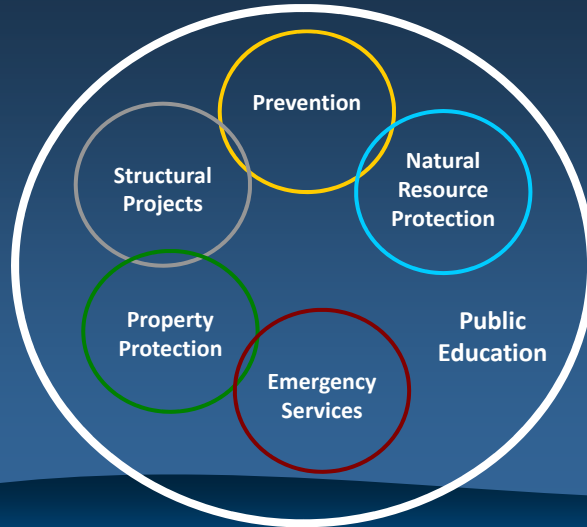 Prevention
Structural
Projects
Natural
Resource
Protection
Property
Protection
Public
Education
Emergency
Services